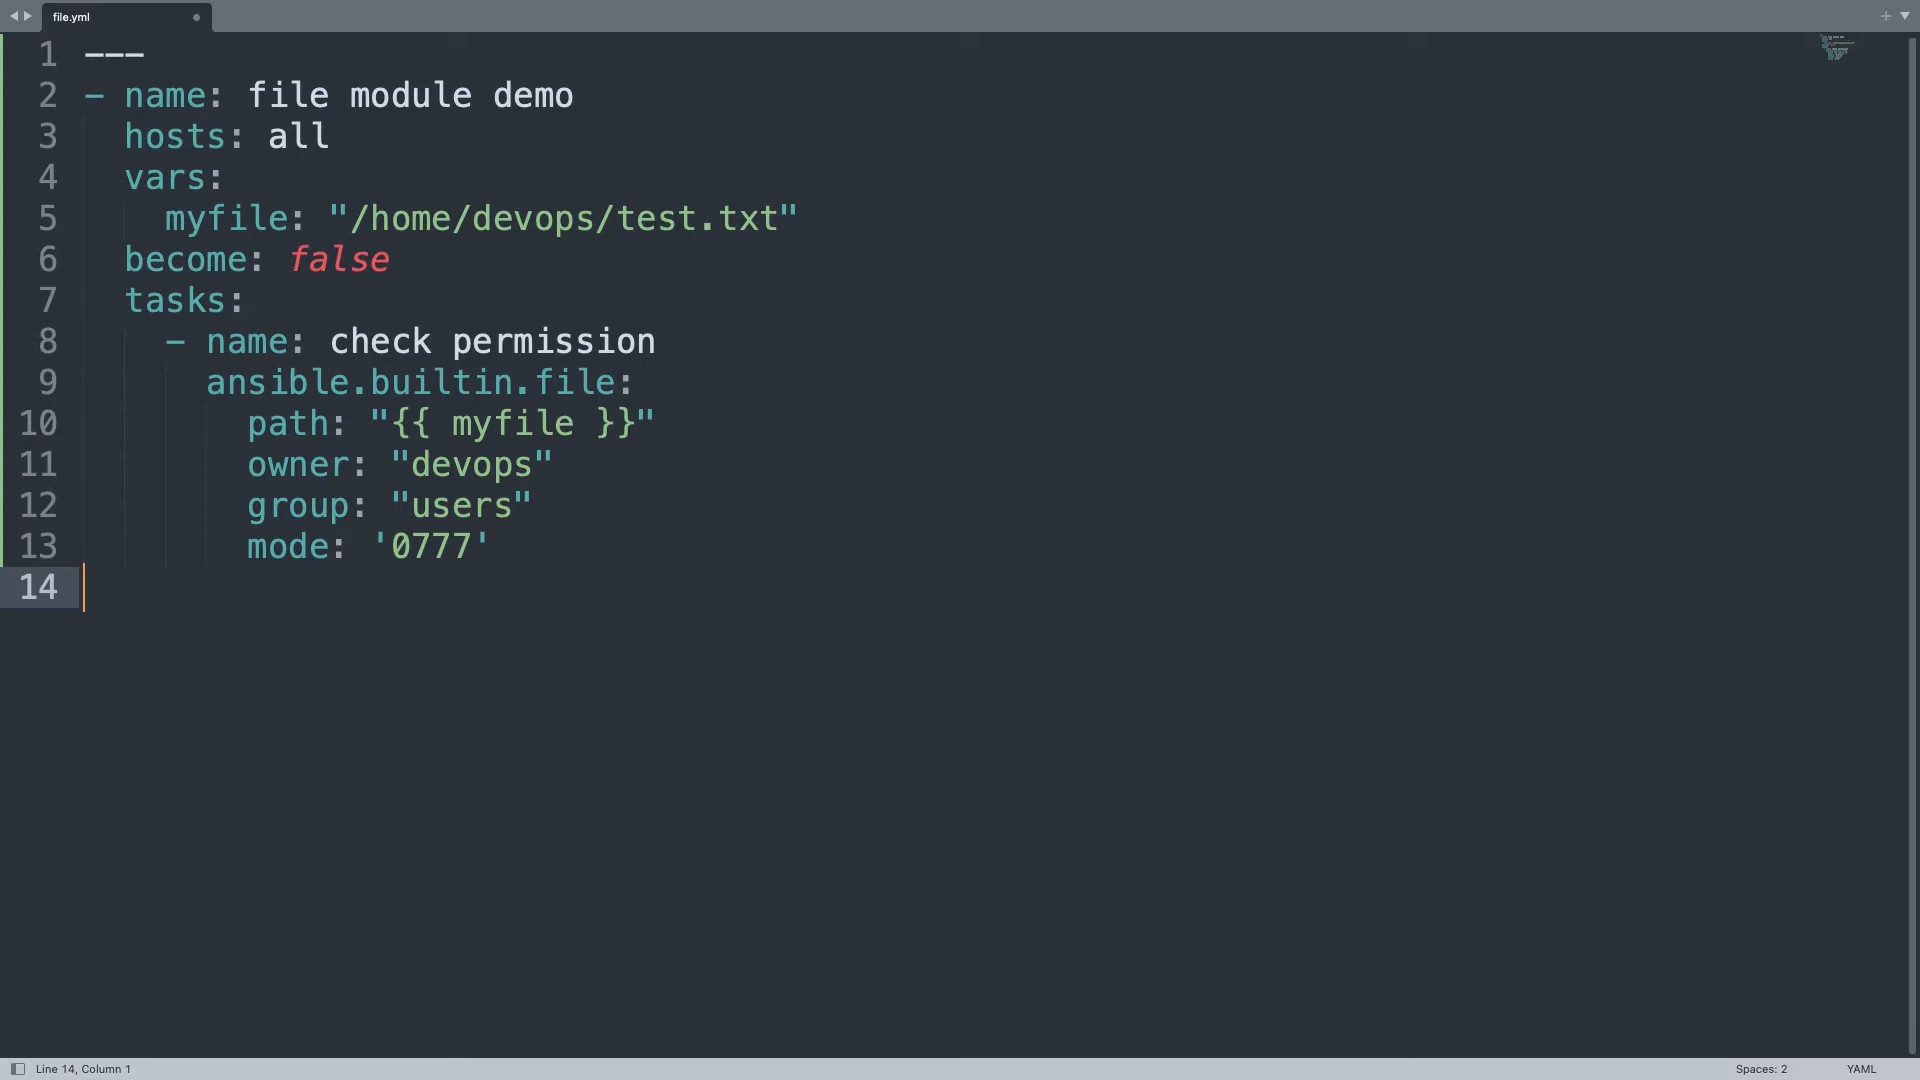 file.yml
1 ---
2 - name: file module demo
3   hosts: all
4   vars:
5     myfile: "/home/devops/test.txt"
6   become: false
7   tasks:
8     - name: check permission
9       ansible.builtin.file:
10         path: "{{ myfile }}"
11         owner: "devops"
12         group: "users"
13         mode: '0777'
14
Line 14, Column 1
Spaces: 2
YAML